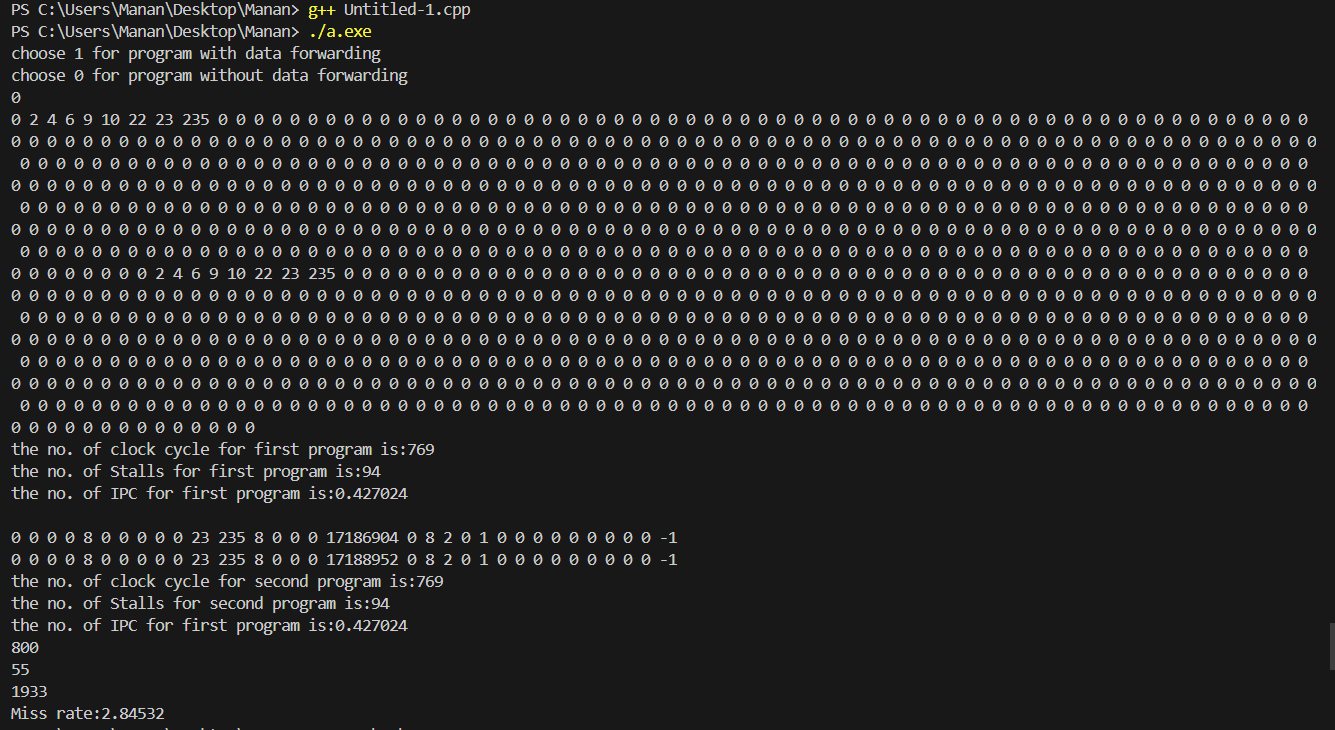 PS C:\Users\Manan\Desktop\Manan> g++ Untitled-1.cpp
PS C:\Users\Manan\Desktop\Manan> ./a.exe
choose 1 for program with data forwarding
choose 0 for program without data forwarding
0
0 2 4 6 9 10 22 23 235 0 0 0 0 0 0 0 0 0 0 0 0 0 0 0 0 0 0 0 0 0 0 0 0 0 0 0 0 0 0 0 0 0 0 0 0 0 0 0 0 0 0 0 0 0 0 0 0 0 0 0 0 0 0 0 0 0 0 0 0 0
0 0 0 0 0 0 0 0 0 0 0 0 0 0 0 0 0 0 0 0 0 0 0 0 0 0 0 0 0 0 0 0 0 0 0 0 0 0 0 0 0 0 0 0 0 0 0 0 0 0 0 0 0 0 0 0 0 0 0 0 0 0 0 0 0 0 0 0 0 0 0 0 0
0 0 0 0 0 0 0 0 0 0 0 0 0 0 0 0 0 0 0 0 0 0 0 0 0 0 0 0 0 0 0 0 0 0 0 0 0 0 0 0 0 0 0 0 0 0 0 0 0 0 0 0 0 0 0 0 0 0 0 0 0 0 0 0 0 0 0 0 0 0 0 0
0 0 0 0 0 0 0 0 0 0 0 0 0 0 0 0 0 0 0 0 0 0 0 0 0 0 0 0 0 0 0 0 0 0 0 0 0 0 0 0 0 0 0 0 0 0 0 0 0 0 0 0 0 0 0 0 0 0 0 0 0 0 0 0 0 0 0 0 0 0 0 0 0
0 0 0 0 0 0 0 0 0 0 0 0 0 0 0 0 0 0 0 0 0 0 0 0 0 0 0 0 0 0 0 0 0 0 0 0 0 0 0 0 0 0 0 0 0 0 0 0 0 0 0 0 0 0 0 0 0 0 0 0 0 0 0 0 0 0 0 0 0 0 0 0
0 0 0 0 0 0 0 0 0 0 0 0 0 0 0 0 0 0 0 0 0 0 0 0 0 0 0 0 0 0 0 0 0 0 0 0 0 0 0 0 0 0 0 0 0 0 0 0 0 0 0 0 0 0 0 0 0 0 0 0 0 0 0 0 0 0 0 0 0 0 0 0 0
0 0 0 0 0 0 0 0 0 0 0 0 0 0 0 0 0 0 0 0 0 0 0 0 0 0 0 0 0 0 0 0 0 0 0 0 0 0 0 0 0 0 0 0 0 0 0 0 0 0 0 0 0 0 0 0 0 0 0 0 0 0 0 0 0 0 0 0 0 0 0 0
0 0 0 0 0 0 0 0 2 4 6 9 10 22 23 235 0 0 0 0 0 0 0 0 0 0 0 0 0 0 0 0 0 0 0 0 0 0 0 0 0 0 0 0 0 0 0 0 0 0 0 0 0 0 0 0 0 0 0 0 0 0 0 0 0 0 0 0 0 0
0 0 0 0 0 0 0 0 0 0 0 0 0 0 0 0 0 0 0 0 0 0 0 0 0 0 0 0 0 0 0 0 0 0 0 0 0 0 0 0 0 0 0 0 0 0 0 0 0 0 0 0 0 0 0 0 0 0 0 0 0 0 0 0 0 0 0 0 0 0 0 0 0
0 0 0 0 0 0 0 0 0 0 0 0 0 0 0 0 0 0 0 0 0 0 0 0 0 0 0 0 0 0 0 0 0 0 0 0 0 0 0 0 0 0 0 0 0 0 0 0 0 0 0 0 0 0 0 0 0 0 0 0 0 0 0 0 0 0 0 0 0 0 0 0
0 0 0 0 0 0 0 0 0 0 0 0 0 0 0 0 0 0 0 0 0 0 0 0 0 0 0 0 0 0 0 0 0 0 0 0 0 0 0 0 0 0 0 0 0 0 0 0 0 0 0 0 0 0 0 0 0 0 0 0 0 0 0 0 0 0 0 0 0 0 0 0 0
0 0 0 0 0 0 0 0 0 0 0 0 0 0 0 0 0 0 0 0 0 0 0 0 0 0 0 0 0 0 0 0 0 0 0 0 0 0 0 0 0 0 0 0 0 0 0 0 0 0 0 0 0 0 0 0 0 0 0 0 0 0 0 0 0 0 0 0 0 0 0 0
0 0 0 0 0 0 0 0 0 0 0 0 0 0 0 0 0 0 0 0 0 0 0 0 0 0 0 0 0 0 0 0 0 0 0 0 0 0 0 0 0 0 0 0 0 0 0 0 0 0 0 0 0 0 0 0 0 0 0 0 0 0 0 0 0 0 0 0 0 0 0 0 0
0 0 0 0 0 0 0 0 0 0 0 0 0 0 0 0 0 0 0 0 0 0 0 0 0 0 0 0 0 0 0 0 0 0 0 0 0 0 0 0 0 0 0 0 0 0 0 0 0 0 0 0 0 0 0 0 0 0 0 0 0 0 0 0 0 0 0 0 0 0 0 0
0 0 0 0 0 0 0 0 0 0 0 0 0 0
the no. of clock cycle for first program is:769
the no. of Stalls for first program is:94
the no. of IPC for first program is:0.427024
0 0 0 0 8 0 0 0 0 0 23 235 8 0 0 0 17186904 0 8 2 0 1 0 0 0 0 0 0 0 0 0 -1
0 0 0 0 8 0 0 0 0 0 23 235 8 0 0 0 17188952 0 8 2 0 1 0 0 0 0 0 0 0 0 0 -1
the no. of clock cycle for second program is:769
the no. of Stalls for second program is:94
the no. of IPC for first program is:0.427024
800
55
1933
Miss rate:2.84532